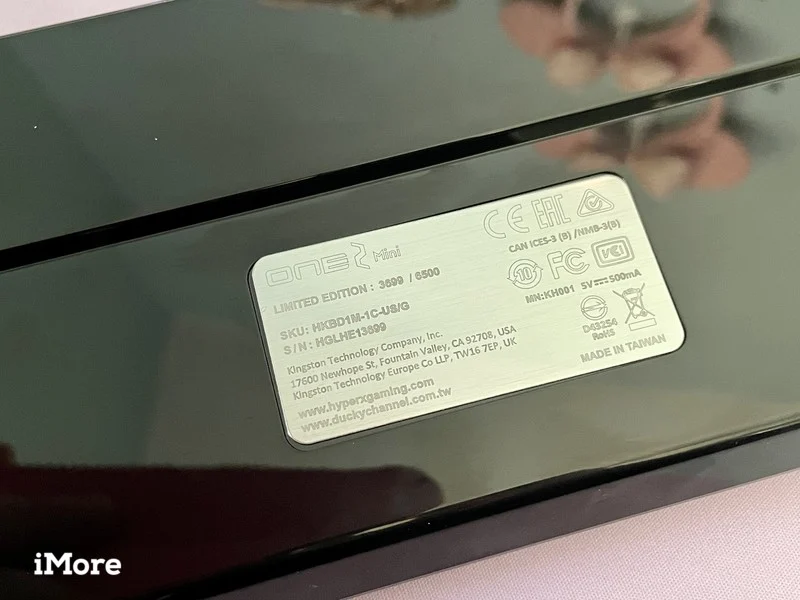 ONE 2 Mini
LIMITED EDITION : 3699 / 6500
SKU: HKBD1M-1C-US/G
S/N: HGLHE13699
Kingston Technology Company, Inc.
17600 Newhope St, Fountain Valley, CA 92708, USA
Kingston Technology Europe Co LLP, TW16 7EP, UK
www.hyperxgaming.com
www.duckychannel.com.tw
CE EAC
CAN ICES-3 (B) /NMB-3(B)
10 FC VCI
MN:KH001 5V⎓500mA
D43254
RoHS
MADE IN TAIWAN
iMore